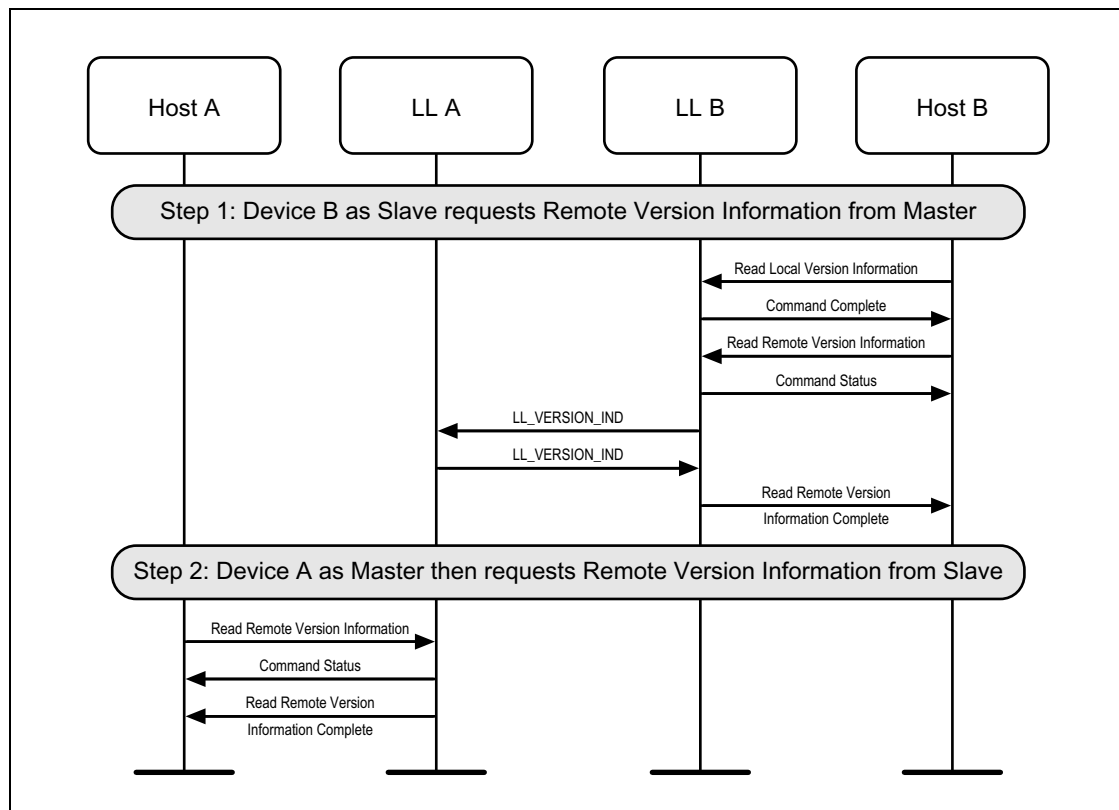 Host A
LL A
LL B
Host B
Step 1: Device B as Slave requests Remote Version Information from Master
Read Local Version Information
Command Complete
Read Remote Version Information
Command Status
LL_VERSION_IND
LL_VERSION_IND
Read Remote Version
Information Complete
Step 2: Device A as Master then requests Remote Version Information from Slave
Read Remote Version Information
Command Status
Read Remote Version
Information Complete